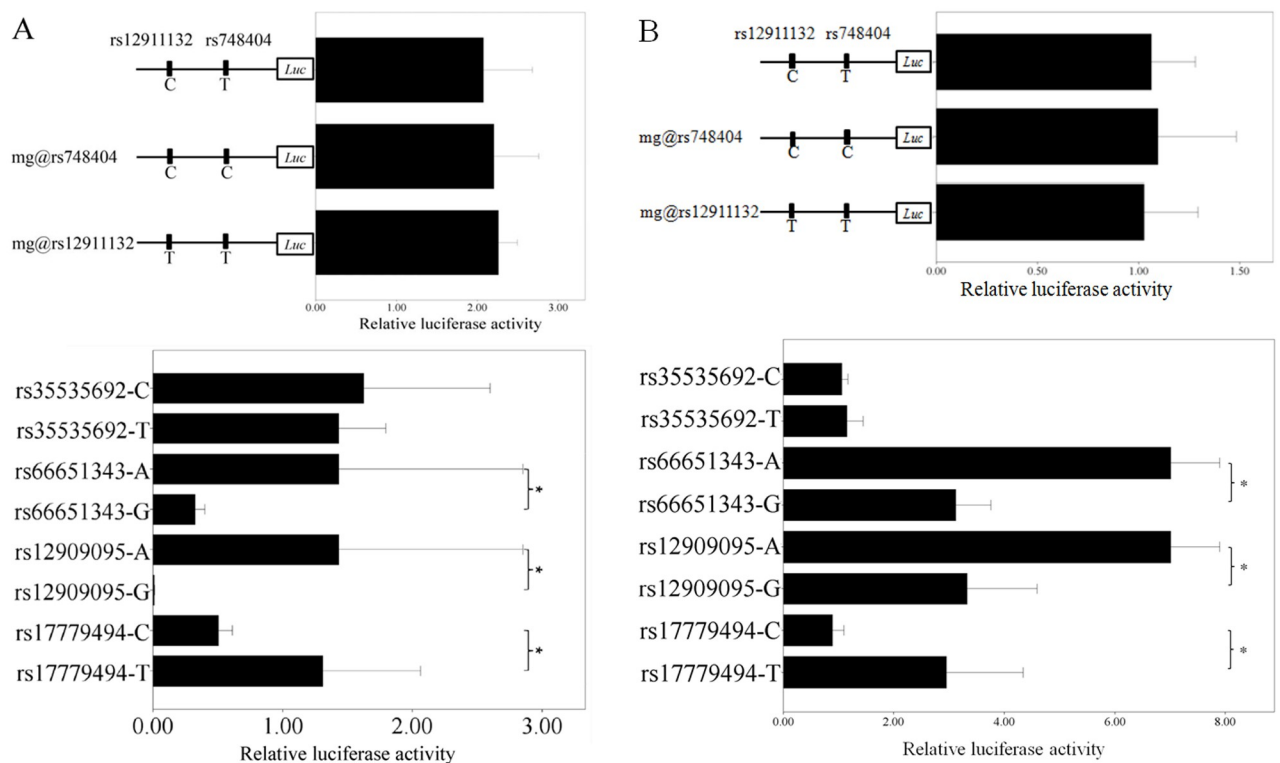 A
rs12911132 rs748404
Luc
C T
mg@rs748404
Luc
C C
mg@rs12911132
Luc
T T
0.00 1.00 2.00 3.00
Relative luciferase activity
rs35535692-C
rs35535692-T
rs66651343-A
*
rs66651343-G
rs12909095-A
*
rs12909095-G
rs17779494-C
*
rs17779494-T
0.00 1.00 2.00 3.00
Relative luciferase activity
B
rs12911132 rs748404
Luc
C T
mg@rs748404
Luc
C C
mg@rs12911132
Luc
T T
0.00 0.50 1.00 1.50
Relative luciferase activity
rs35535692-C
rs35535692-T
rs66651343-A
*
rs66651343-G
rs12909095-A
*
rs12909095-G
rs17779494-C
*
rs17779494-T
0.00 2.00 4.00 6.00 8.00
Relative luciferase activity